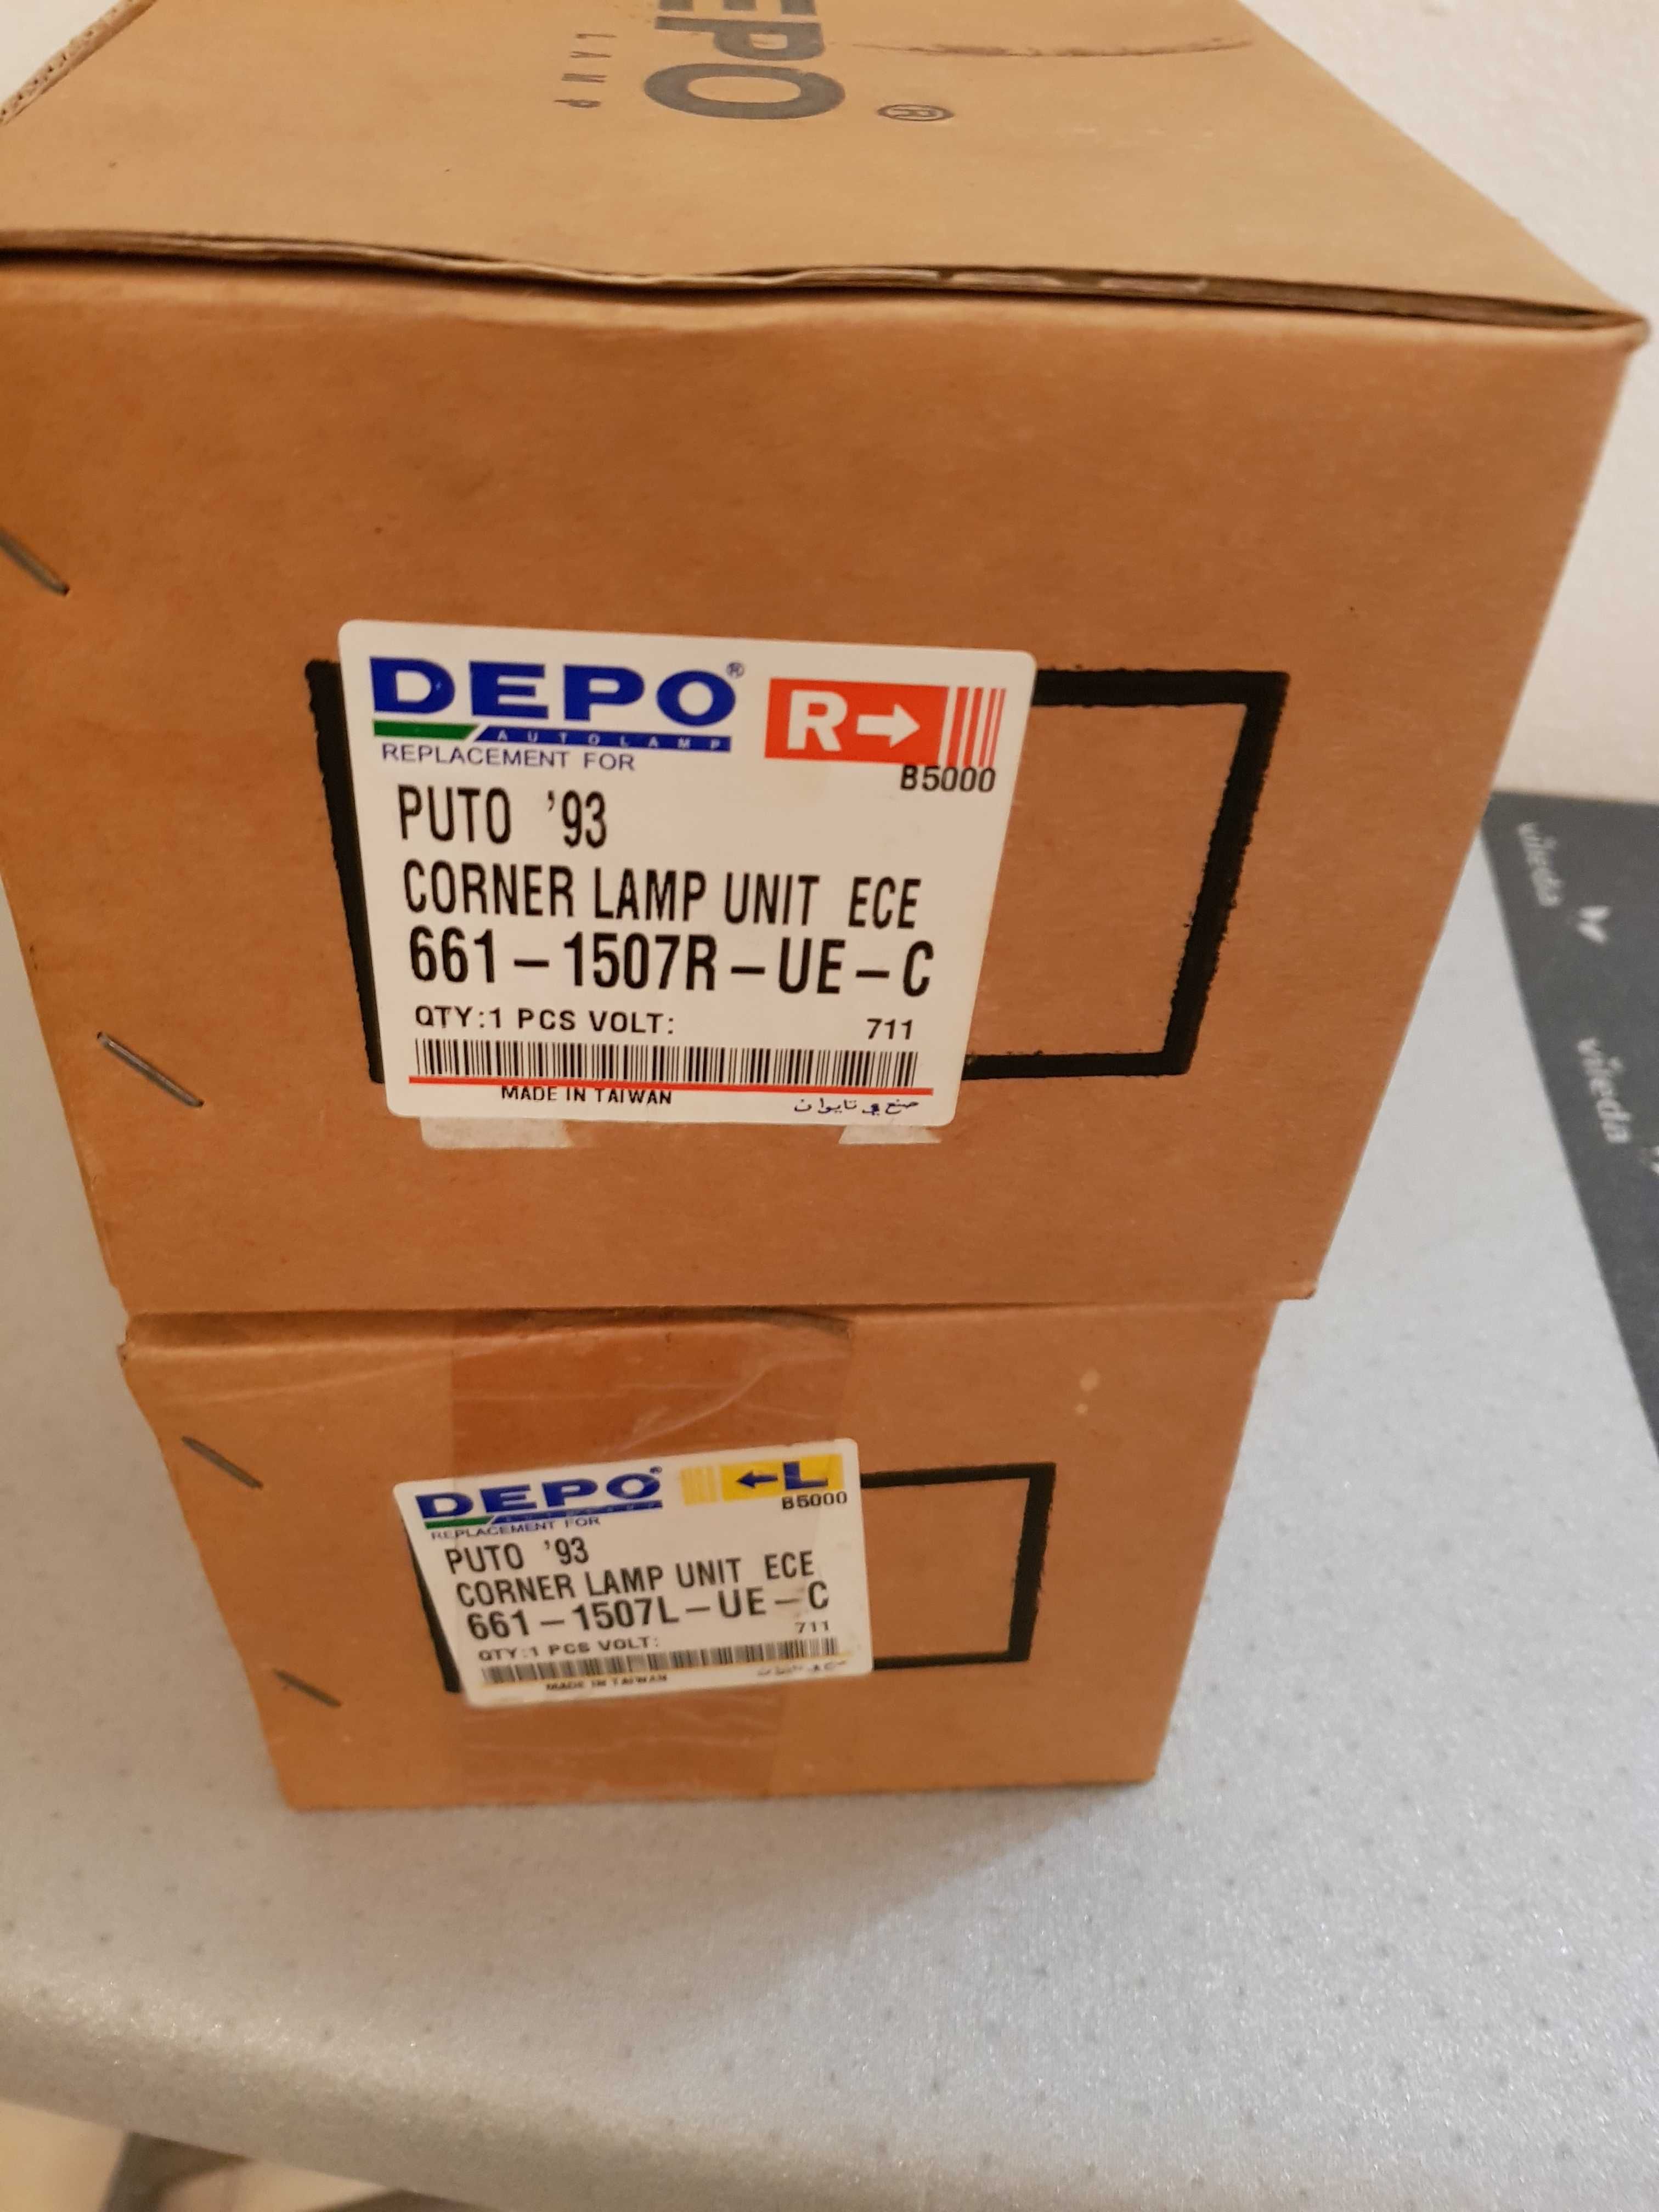 EPO ®
LAMP
DEPO® R→
AUTOLAMP
REPLACEMENT FOR
B5000
PUTO '93
CORNER LAMP UNIT ECE
661-1507R-UE-C
QTY:1 PCS VOLT: 711
MADE IN TAIWAN صنع في تايوان
DEPO® ←L
AUTOLAMP
B5000
REPLACEMENT FOR
PUTO '93
CORNER LAMP UNIT ECE
661-1507L-UE-C
QTY:1 PCS VOLT: 711
MADE IN TAIWAN
vileda
vileda